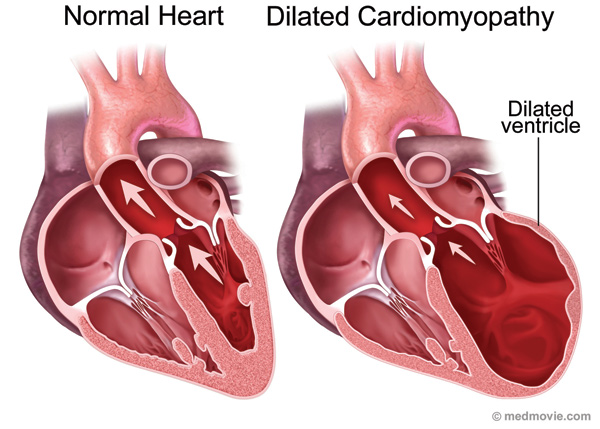 Normal Heart
Dilated Cardiomyopathy
Dilated
ventricle
© medmovie.com